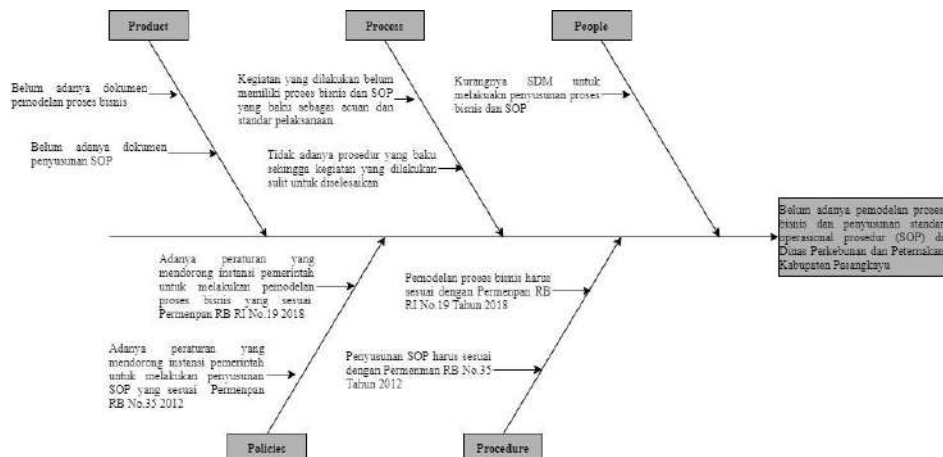 Product
Process
People
Belum adanya dokumen
pemodelan proses bisnis
Belum adanya dokumen
penyusunan SOP
Kegiatan yang dilakukan belum
memiliki proses bisnis dan SOP
yang baku sebagas acuan dan
standar pelaksanaan
Tidak adanya prosedur yang baku
sehingga kegiatan yang dilakukan
sulit untuk diselesaikan
Kurangnya SDM untuk
melakuakn penyusunan proses
bisnis dan SOP
Belum adanya pemodelan proses
bisnis dan penyusunan standar
operasional prosedur (SOP) di
Dinas Perkebunan dan Peternakan
Kabupaten Pasangkayu
Adanya peraturan yang
mendorong instansi pemerintah
untuk melakukan pemodelan
proses bisnis yang sesuai
Permenpan RB RI No.19 2018
Adanya peraturan yang
mendorong instansi pemerintah
untuk melakukan penyusunan
SOP yang sesuai Permenpan
RB No.35 2012
Pemodelan proses bisnis harus
sesuai dengan Permenpan RB
RI No.19 Tahun 2018
Penyusunan SOP harus sesuai
dengan Permenman RB No.35
Tahun 2012
Policies
Procedure